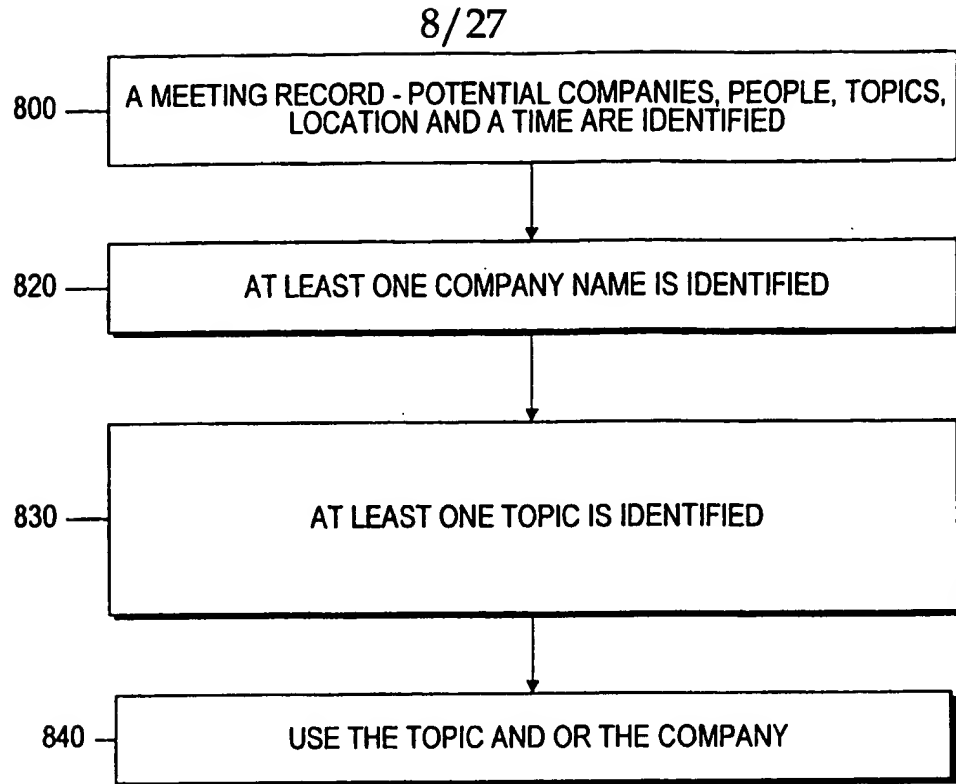 8/27
800
A MEETING RECORD - POTENTIAL COMPANIES, PEOPLE, TOPICS,
LOCATION AND A TIME ARE IDENTIFIED
820
AT LEAST ONE COMPANY NAME IS IDENTIFIED
830
AT LEAST ONE TOPIC IS IDENTIFIED
840
USE THE TOPIC AND OR THE COMPANY